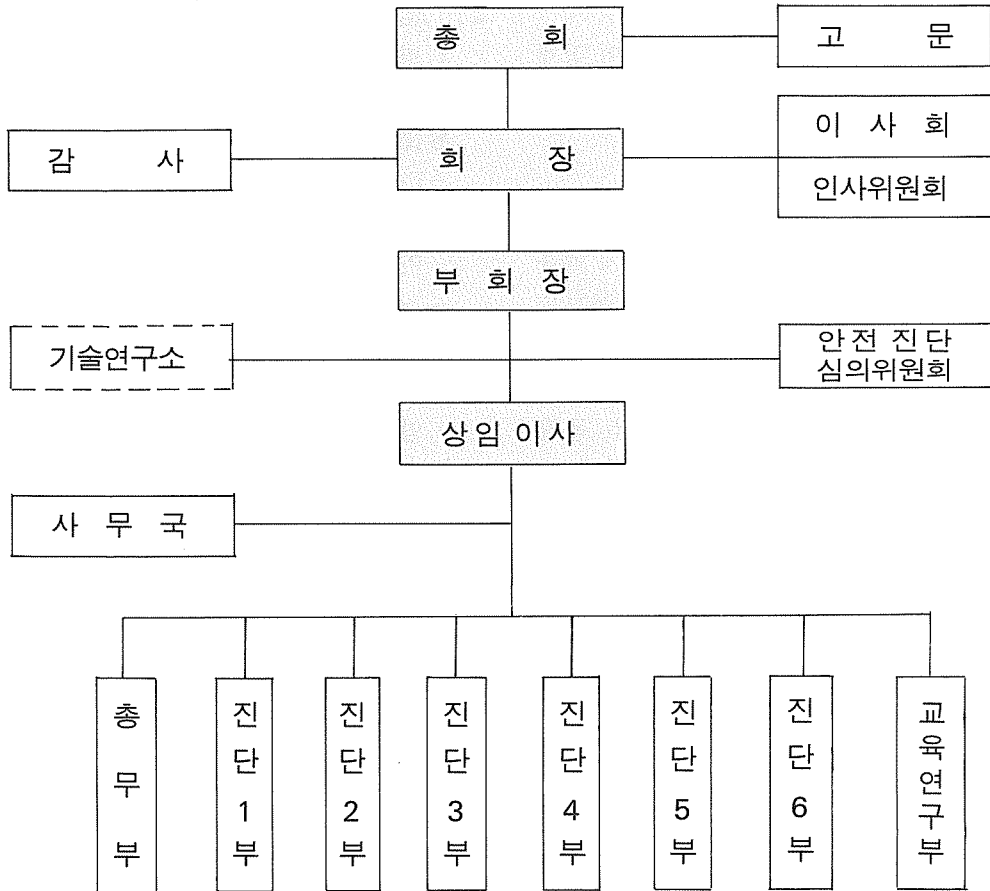 총 회
고 문
감 사
회 장
이 사 회
인사위원회
부 회 장
기술연구소
안전 진단
심의위원회
상임 이사
사 무 국
총무부
진단1부
진단2부
진단3부
진단4부
진단5부
진단6부
교육연구부